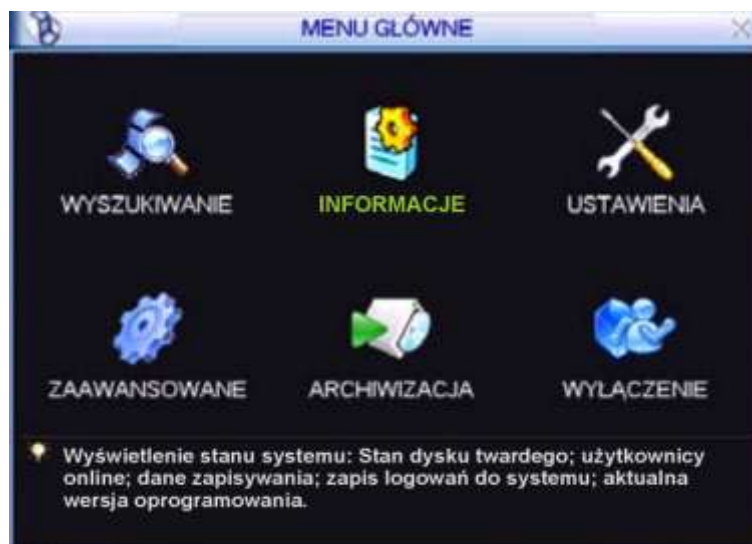 MENU GLÓWNE
WYSZUKIWANIE
INFORMACJE
USTAWIENIA
ZAAWANSOWANE
ARCHIWIZACJA
WYŁĄCZENIE
Wyświetlenie stanu systemu: Stan dysku twardego; użytkownicy
online; dane zapisywania; zapis logowań do systemu; aktualna
wersja oprogramowania.